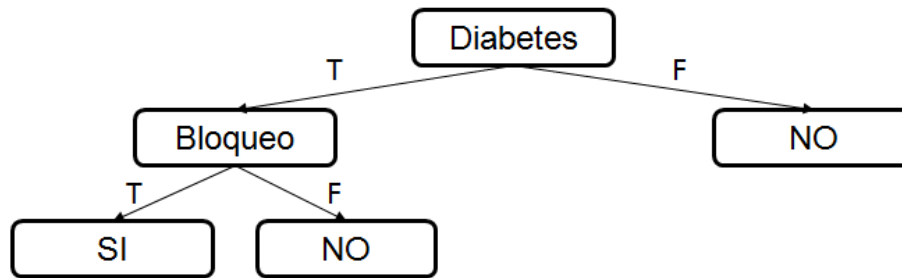 Diabetes
T
F
Bloqueo
NO
T
F
SI
NO